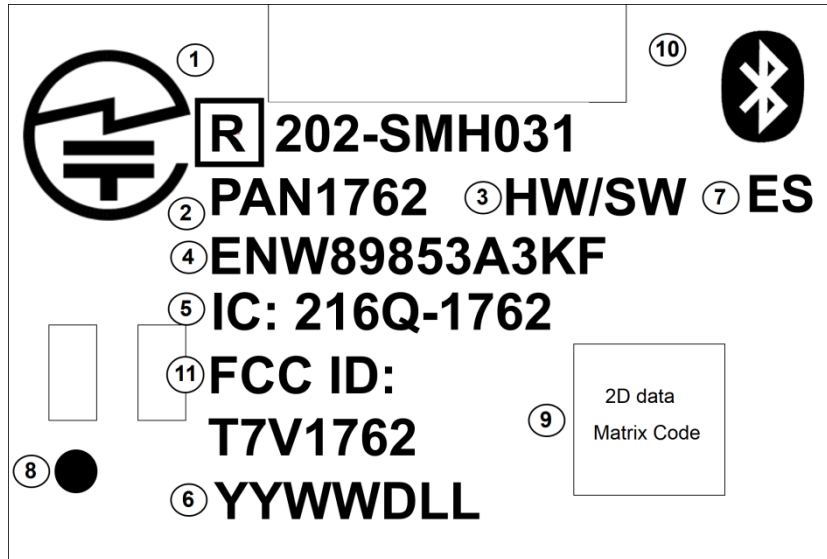 1 10
R 202-SMH031
2 PAN1762 3 HW/SW 7 ES
4 ENW89853A3KF
5 IC: 216Q-1762
11 FCC ID:
T7V1762
9 2D data
Matrix Code
8
6 YYWWDLL